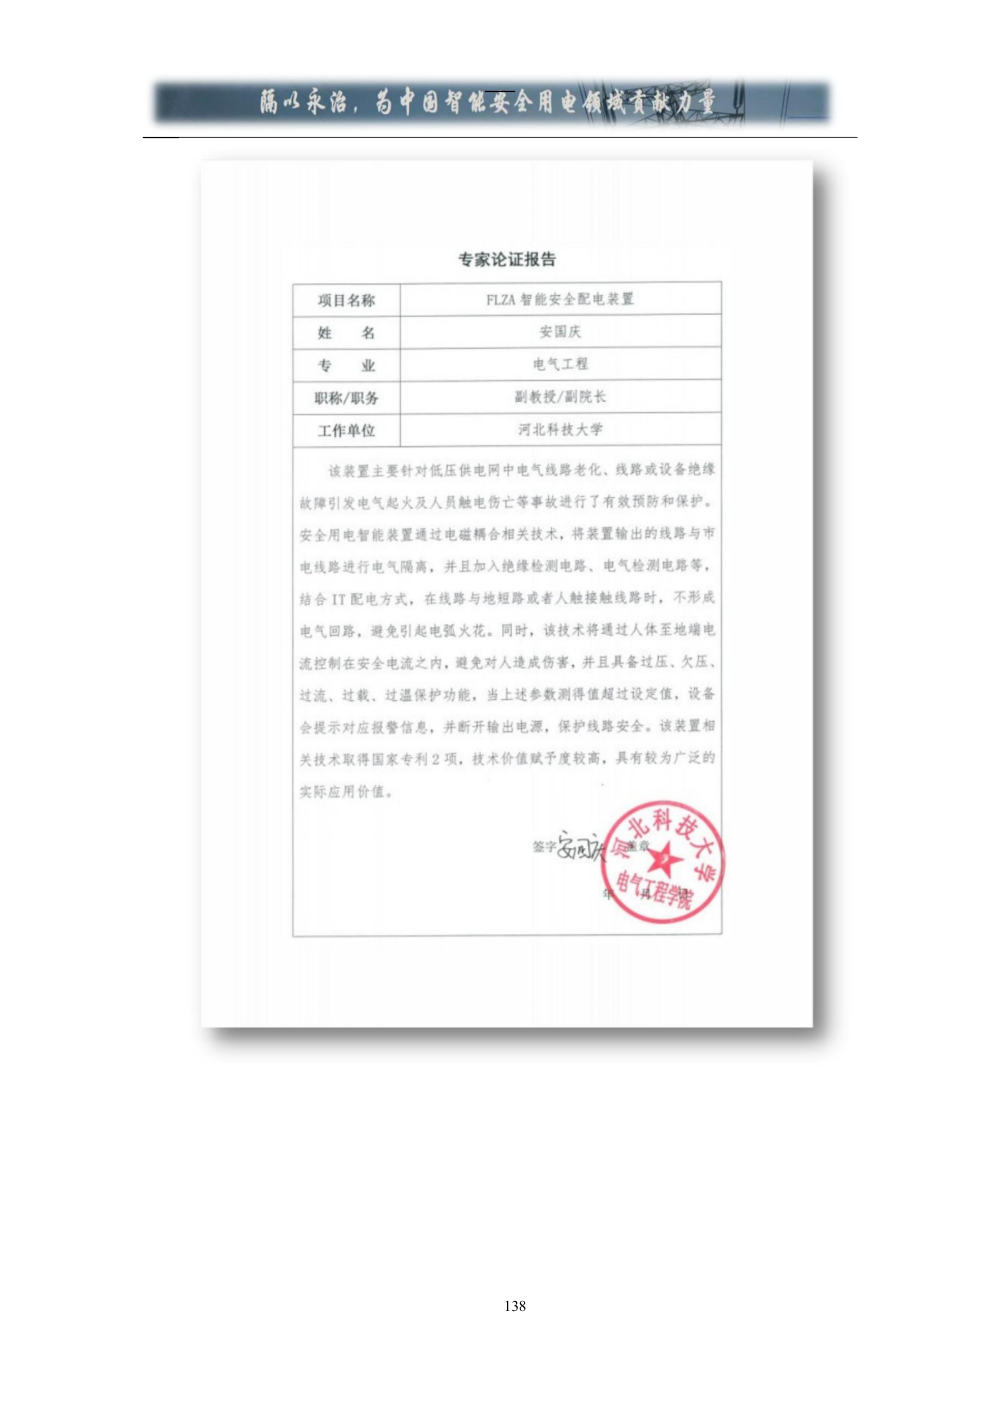 隔以永治，为中国智能安全用电领域贡献力量
专家论证报告
项目名称 FLZA 智能安全配电装置
姓 名 安国庆
专 业 电气工程
职称/职务 副教授/副院长
工作单位 河北科技大学
该装置主要针对低压供电网中电气线路老化、线路或设备绝缘
故障引发电气起火及人员触电伤亡等事故进行了有效预防和保护。
安全用电智能装置通过电磁耦合相关技术，将装置输出的线路与市
电线路进行电气隔离，并且加入绝缘检测电路、电气检测电路等，
结合 IT 配电方式，在线路与地短路或者人触接触线路时，不形成
电气回路，避免引起电弧火花。同时，该技术将通过人体至地端电
流控制在安全电流之内，避免对人造成伤害，并且具备过压、欠压、
过流、过载、过温保护功能，当上述参数测得值超过设定值，设备
会提示对应报警信息，并断开输出电源，保护线路安全。该装置相
关技术取得国家专利 2 项，技术价值赋予度较高，具有较为广泛的
实际应用价值。
签字 安国庆 盖章
年 月 日
河北科技大学
电气工程学院
138